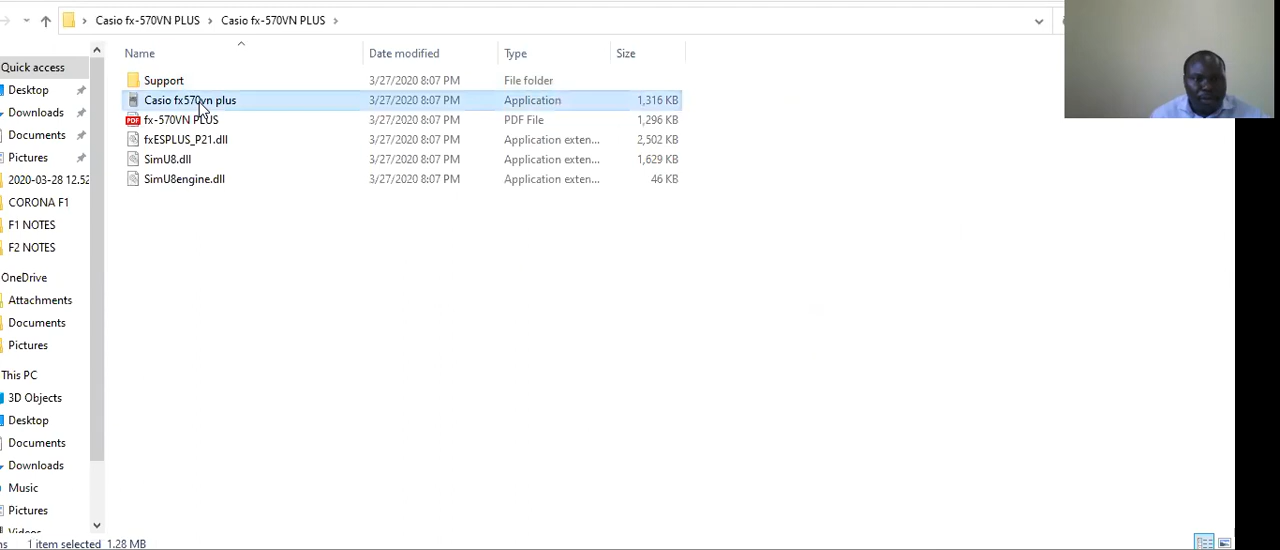 Casio fx-570VN PLUS > Casio fx-570VN PLUS >
Name Date modified Type Size
Quick access
Desktop
Downloads
Documents
Pictures
2020-03-28 12.52
CORONA F1
F1 NOTES
F2 NOTES
OneDrive
Attachments
Documents
Pictures
This PC
3D Objects
Desktop
Documents
Downloads
Music
Pictures
Videos
Support 3/27/2020 8:07 PM File folder
Casio fx570vn plus 3/27/2020 8:07 PM Application 1,316 KB
PDF fx-570VN PLUS 3/27/2020 8:07 PM PDF File 1,296 KB
fxESPLUS_P21.dll 3/27/2020 8:07 PM Application exten... 2,502 KB
SimU8.dll 3/27/2020 8:07 PM Application exten... 1,629 KB
SimU8engine.dll 3/27/2020 8:07 PM Application exten... 46 KB
1 item selected 1.28 MB